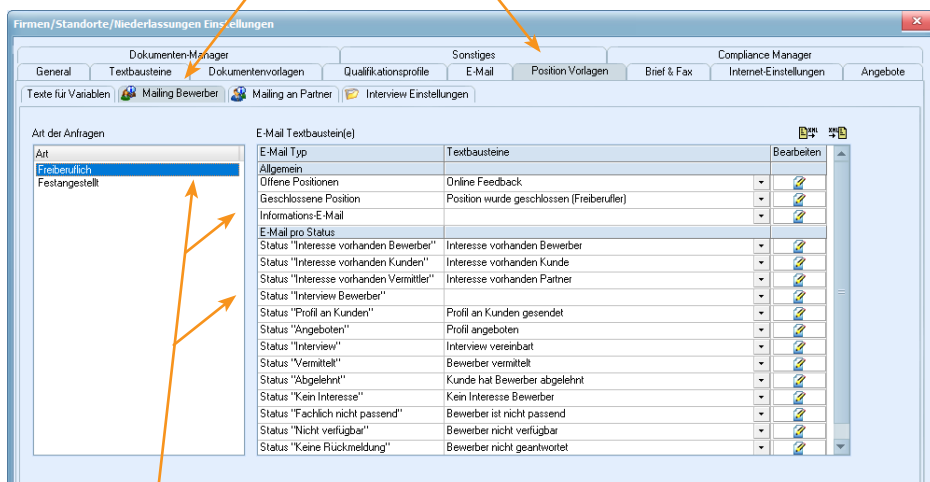 Firmen/Standorte/Niederlassungen Einstellungen
Dokumenten-Manager Sonstiges Compliance Manager
General Textbausteine Dokumentenvorlagen Qualifikationsprofile E-Mail Position Vorlagen Brief & Fax Internet-Einstellungen Angebote
Texte für Variablen Mailing Bewerber Mailing an Partner Interview Einstellungen
Art der Anfragen E-Mail Textbaustein(e)
Art E-Mail Typ Textbausteine Bearbeiten
Allgemein
Freiberuflich Offene Positionen Online Feedback
Festangestellt Geschlossene Position Position wurde geschlossen (Freiberufler)
Informations-E-Mail
E-Mail pro Status
Status "Interesse vorhanden Bewerber" Interesse vorhanden Bewerber
Status "Interesse vorhanden Kunden" Interesse vorhanden Kunde
Status "Interesse vorhanden Vermittler" Interesse vorhanden Partner
Status "Interview Bewerber"
Status "Profil an Kunden" Profil an Kunden gesendet
Status "Angeboten" Profil angeboten
Status "Interview" Interview vereinbart
Status "Vermittelt" Bewerber vermittelt
Status "Abgelehnt" Kunde hat Bewerber abgelehnt
Status "Kein Interesse" Kein Interesse Bewerber
Status "Fachlich nicht passend" Bewerber ist nicht passend
Status "Nicht verfügbar" Bewerber nicht verfügbar
Status "Keine Rückmeldung" Bewerber nicht geantwortet